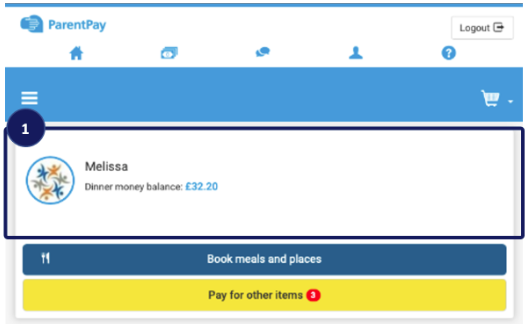 ParentPay
Logout
?
1
Melissa
Dinner money balance: £32.20
Book meals and places
Pay for other items 3